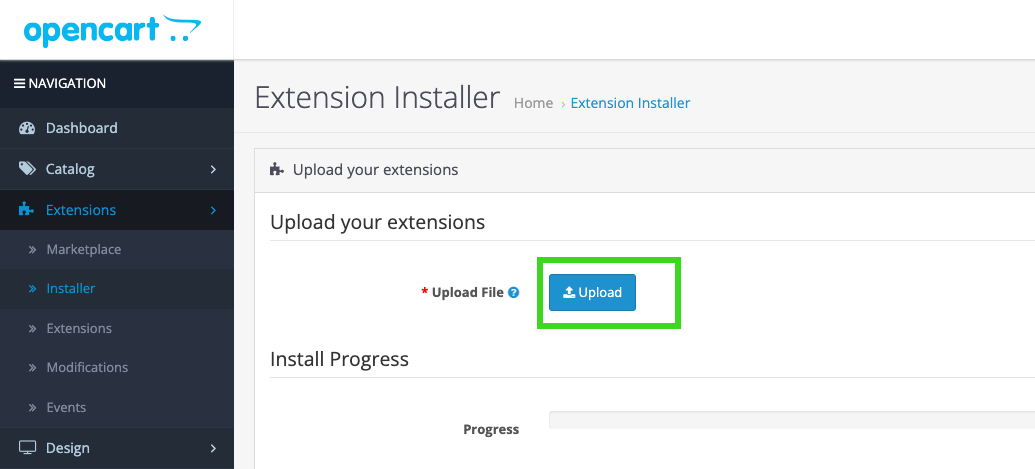 opencart
NAVIGATION
Extension Installer Home › Extension Installer
Dashboard
Catalog
Upload your extensions
Extensions
Upload your extensions
Marketplace
Installer
* Upload File ? Upload
Extensions
Install Progress
Modifications
Events
Progress
Design